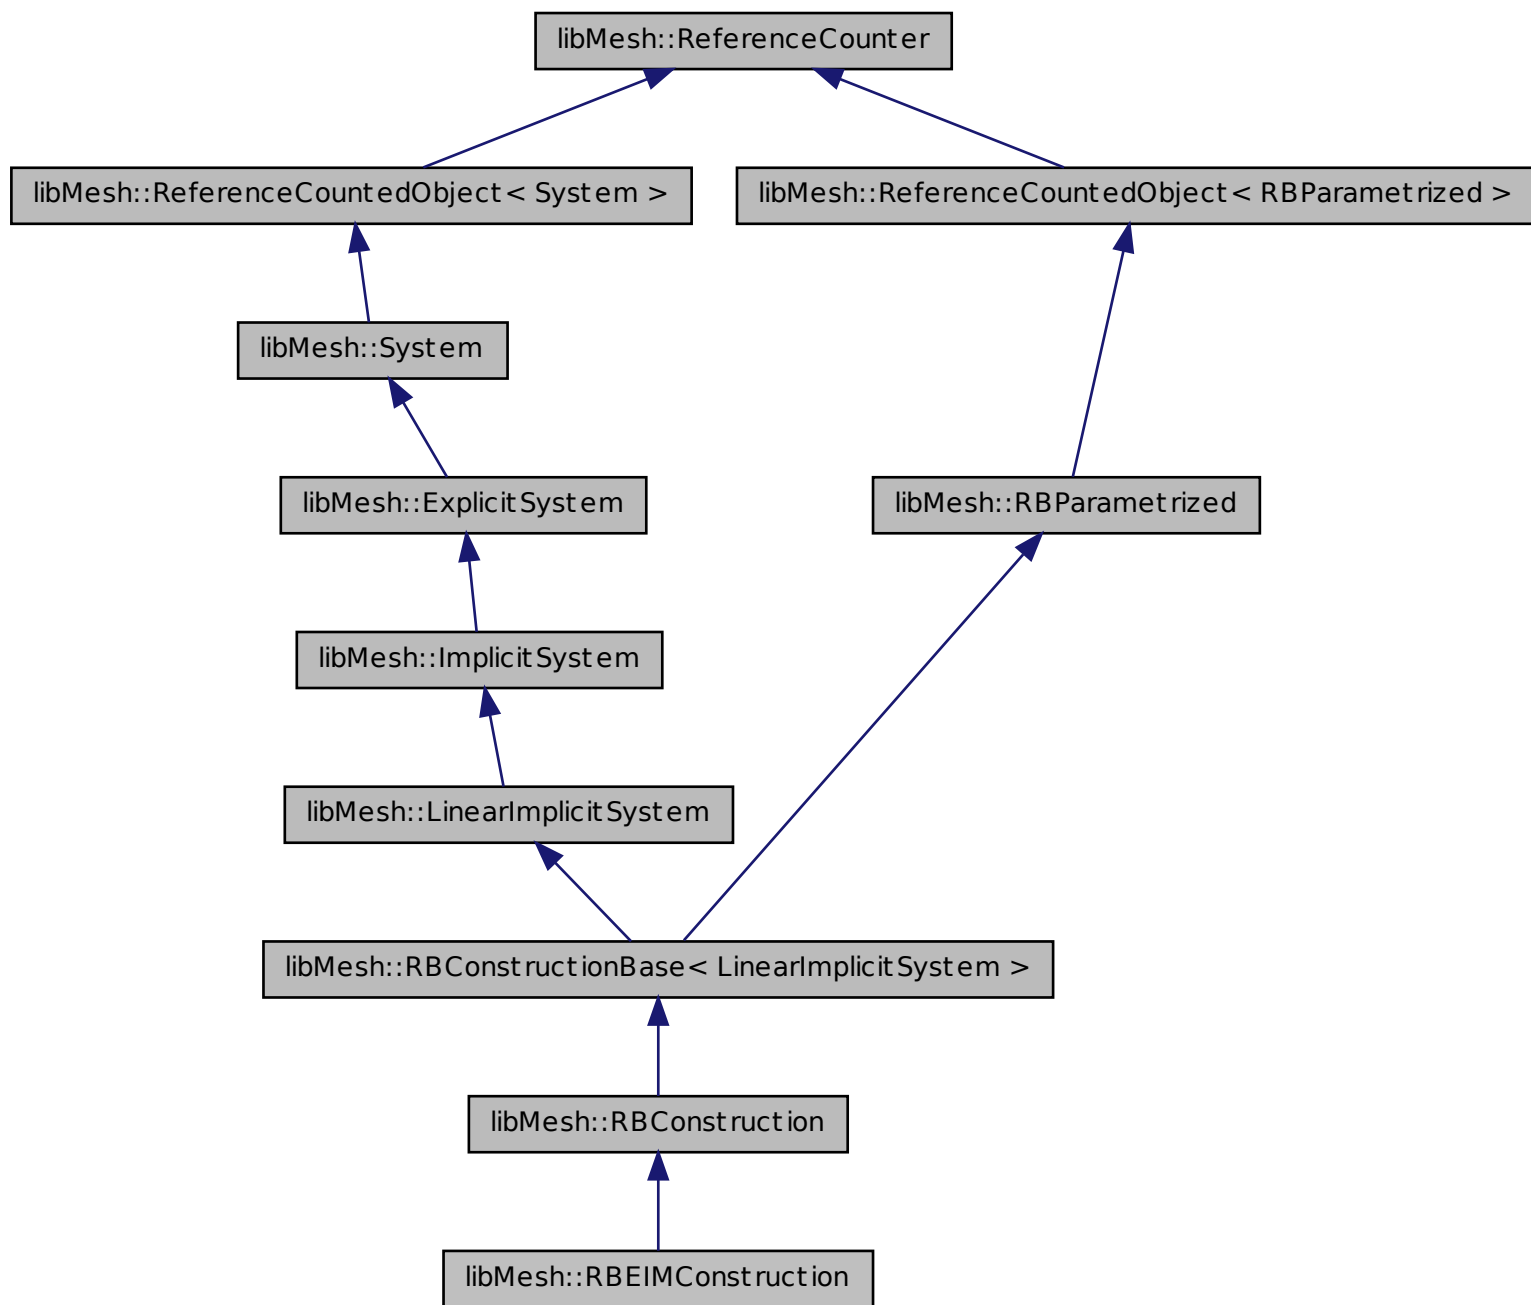 libMesh::ReferenceCounter
libMesh::ReferenceCountedObject< System >
libMesh::ReferenceCountedObject< RBParametrized >
libMesh::System
libMesh::ExplicitSystem
libMesh::RBParametrized
libMesh::ImplicitSystem
libMesh::LinearImplicitSystem
libMesh::RBConstructionBase< LinearImplicitSystem >
libMesh::RBConstruction
libMesh::RBEIMConstruction